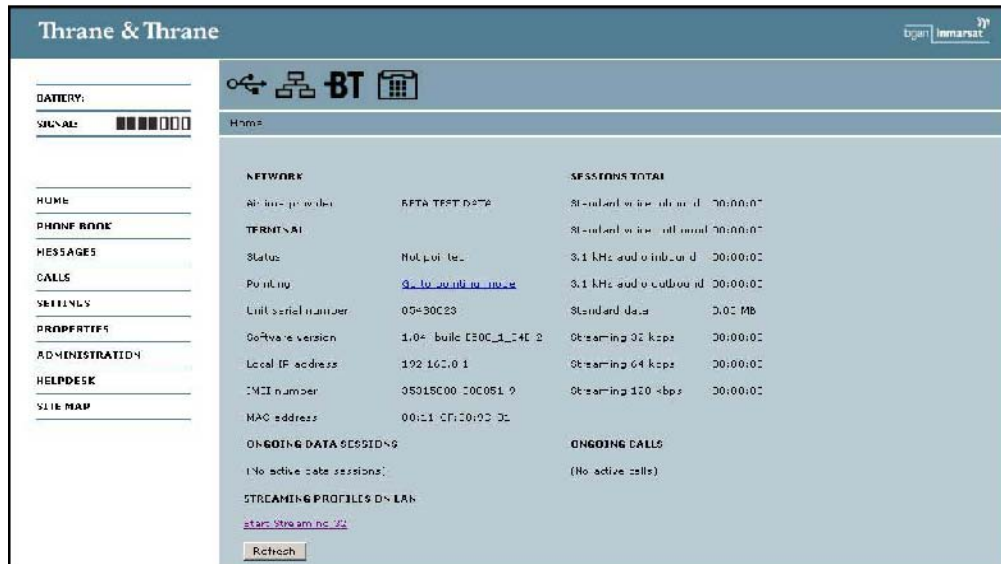 Thrane & Thrane
bgan inmarsat
BT
BATTERY:
SIGNAL:
Home
HOME
PHONE BOOK
MESSAGES
CALLS
SETTINGS
PROPERTIES
ADMINISTRATION
HELPDESK
SITE MAP
NETWORK
Airtime provider BETA TEST DATA
TERMINAL
Status Not pointed
Pointing Go to pointing mode
Unit serial number
Software version
Local IP address
IMEI number
MAC address
ONGOING DATA SESSIONS
(No active data sessions)
STREAMING PROFILES ON LAN
Start Streaming 32
Refresh
SESSIONS TOTAL
Standard voice inbound 00:00:00
Standard voice outbound 00:00:00
3.1 kHz audio inbound 00:00:00
3.1 kHz audio outbound 00:00:00
Standard data 0.00 MB
Streaming 32 kbps 00:00:00
Streaming 64 kbps 00:00:00
Streaming 128 kbps 00:00:00
ONGOING CALLS
(No active calls)